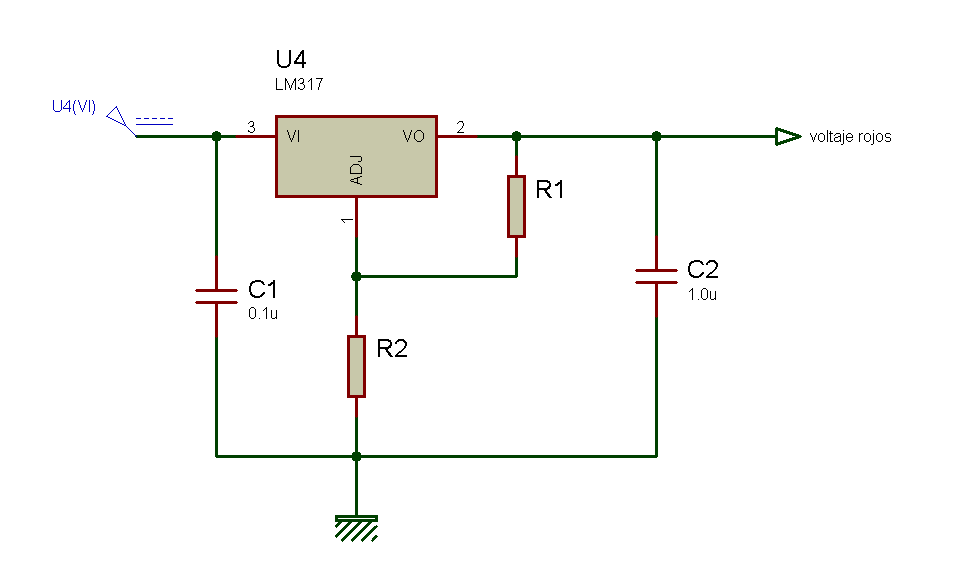 U4
LM317
U4(VI)
3
VI
VO
2
voltaje rojos
ADJ
1
R1
C1
0.1u
C2
1.0u
R2